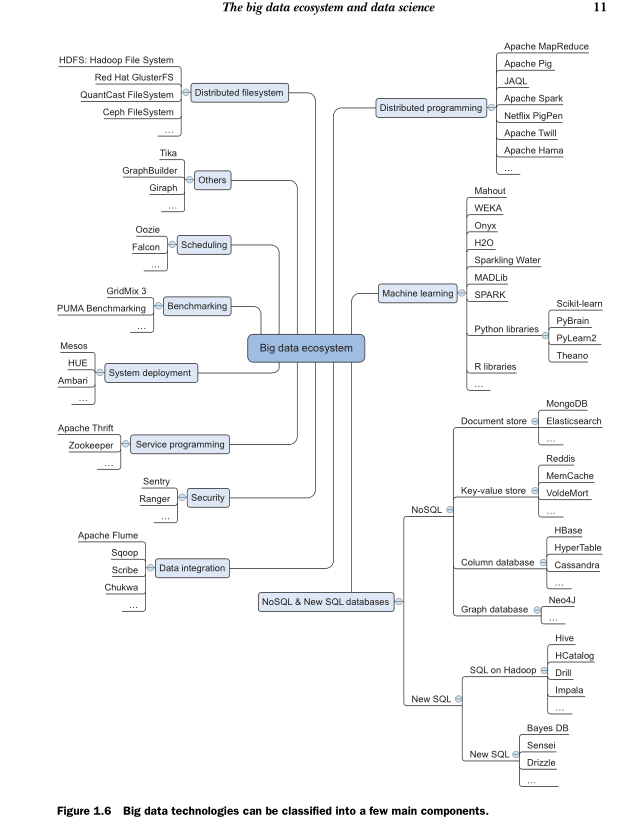 The big data ecosystem and data science
11
HDFS: Hadoop File System
Red Hat GlusterFS
QuantCast FileSystem
Ceph FileSystem
...
Distributed filesystem
Tika
GraphBuilder
Giraph
...
Others
Oozie
Falcon
...
Scheduling
GridMix 3
PUMA Benchmarking
...
Benchmarking
Mesos
HUE
Ambari
...
System deployment
Apache Thrift
Zookeeper
...
Service programming
Sentry
Ranger
...
Security
Apache Flume
Sqoop
Scribe
Chukwa
...
Data integration
Big data ecosystem
Distributed programming
Apache MapReduce
Apache Pig
JAQL
Apache Spark
Netflix PigPen
Apache Twill
Apache Hama
...
Machine learning
Mahout
WEKA
Onyx
H2O
Sparkling Water
MADLib
SPARK
Python libraries
Scikit-learn
PyBrain
PyLearn2
Theano
R libraries
...
NoSQL & New SQL databases
NoSQL
Document store
MongoDB
Elasticsearch
...
Key-value store
Reddis
MemCache
VoldeMort
...
Column database
HBase
HyperTable
Cassandra
...
Graph database
Neo4J
...
New SQL
SQL on Hadoop
Hive
HCatalog
Drill
Impala
...
New SQL
Bayes DB
Sensei
Drizzle
...
Figure 1.6 Big data technologies can be classified into a few main components.